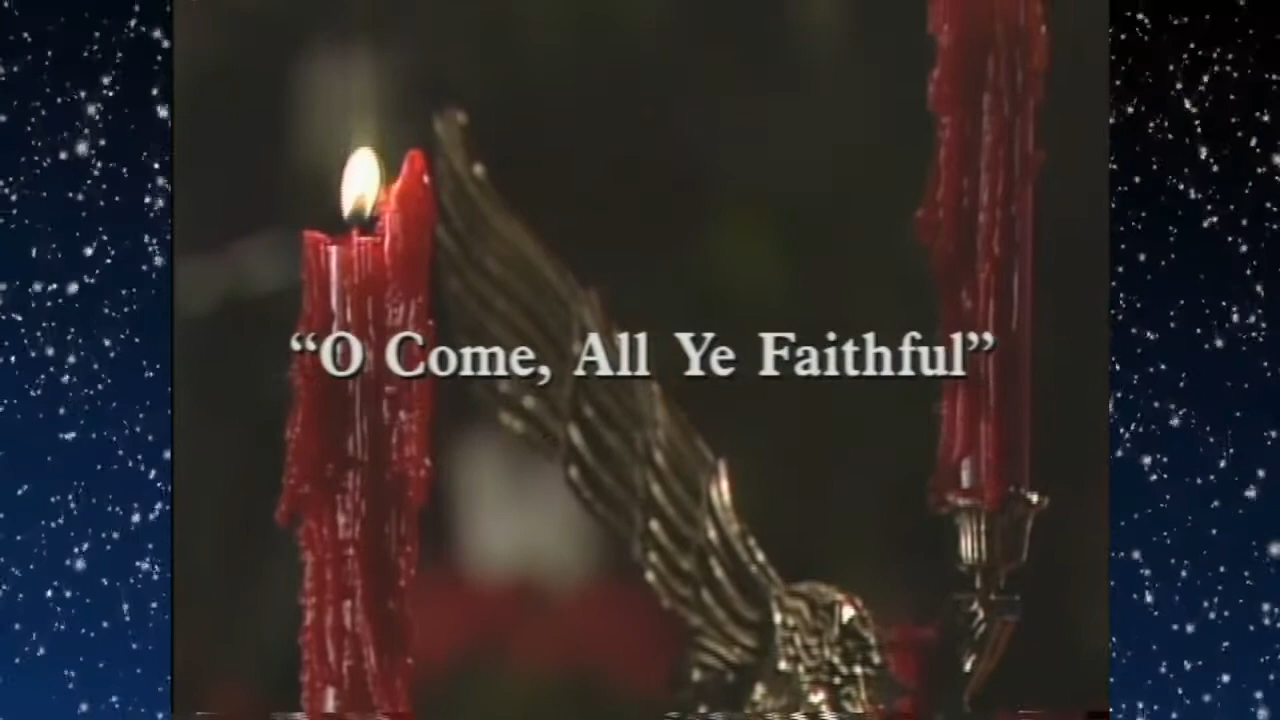 “O Come, All Ye Faithful”